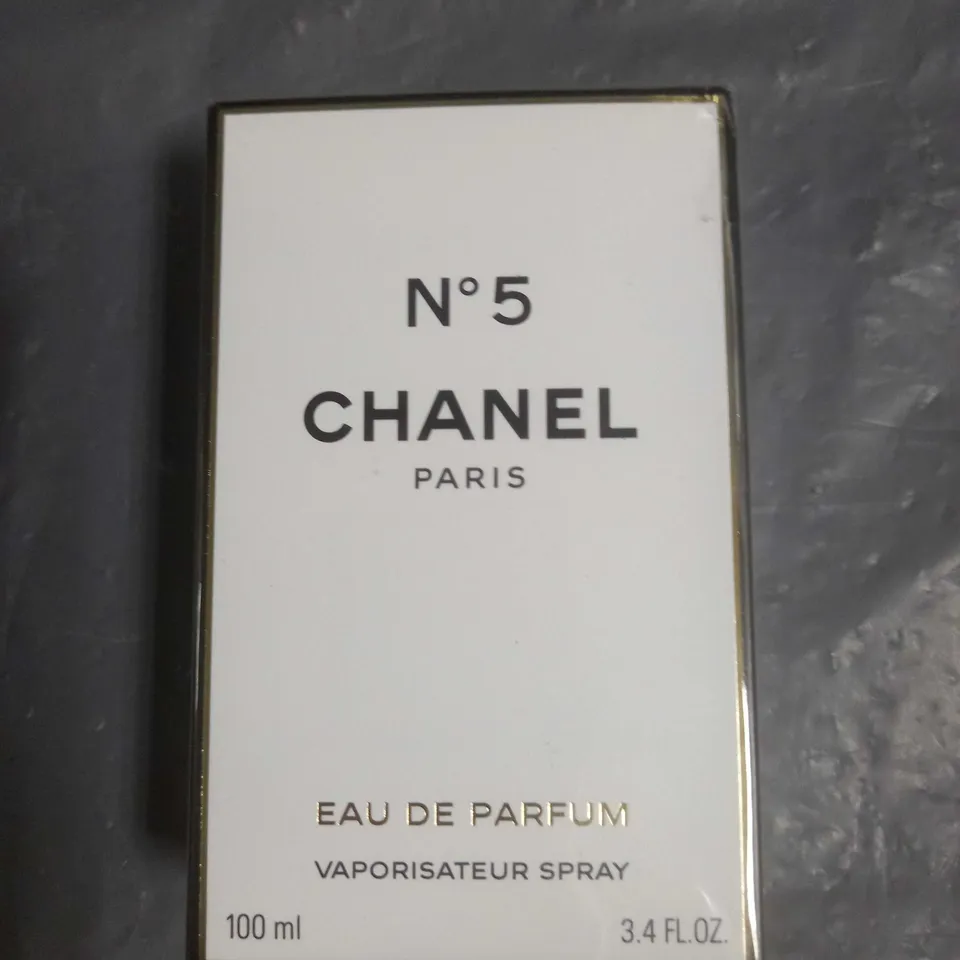 N°5
CHANEL
PARIS
EAU DE PARFUM
VAPORISATEUR SPRAY
100 ml
3.4 FL.OZ.